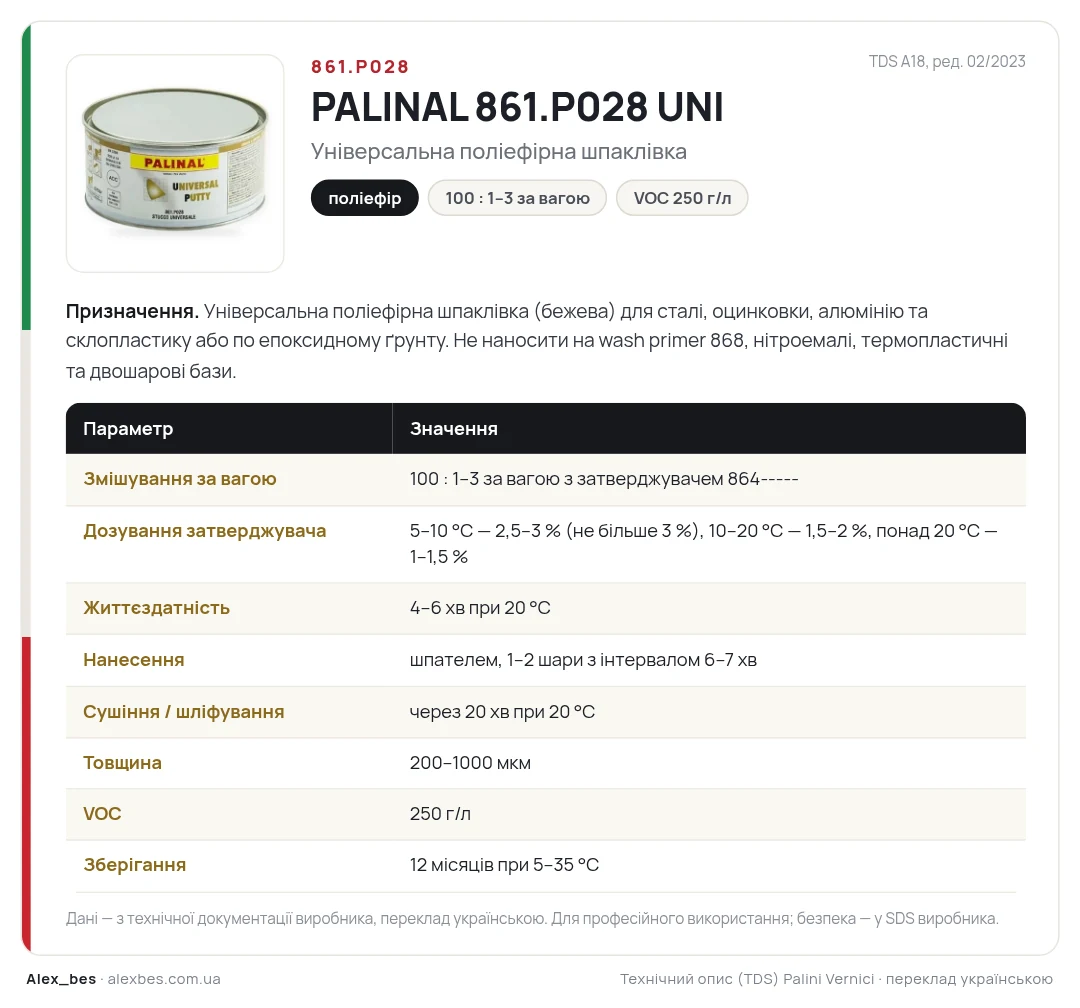 861.P028
TDS A18, ред. 02/2023
PALINAL 861.P028 UNI
Універсальна поліефірна шпаклівка
поліефір
100 : 1–3 за вагою
VOC 250 г/л
PALINAL
UNIVERSAL
PUTTY
861.P028
STUCCO UNIVERSALE
Призначення. Універсальна поліефірна шпаклівка (бежева) для сталі, оцинковки, алюмінію та
склопластику або по епоксидному ґрунту. Не наносити на wash primer 868, нітроемалі, термопластичні
та двошарові бази.
Параметр Значення
Змішування за вагою 100 : 1–3 за вагою з затверджувачем 864-----
Дозування затверджувача 5–10 °C — 2,5–3 % (не більше 3 %), 10–20 °C — 1,5–2 %, понад 20 °C —
1–1,5 %
Життєздатність 4–6 хв при 20 °C
Нанесення шпателем, 1–2 шари з інтервалом 6–7 хв
Сушіння / шліфування через 20 хв при 20 °C
Товщина 200–1000 мкм
VOC 250 г/л
Зберігання 12 місяців при 5–35 °C
Дані — з технічної документації виробника, переклад українською. Для професійного використання; безпека — у SDS виробника.
Alex_bes · alexbes.com.ua
Технічний опис (TDS) Palini Vernici · переклад українською